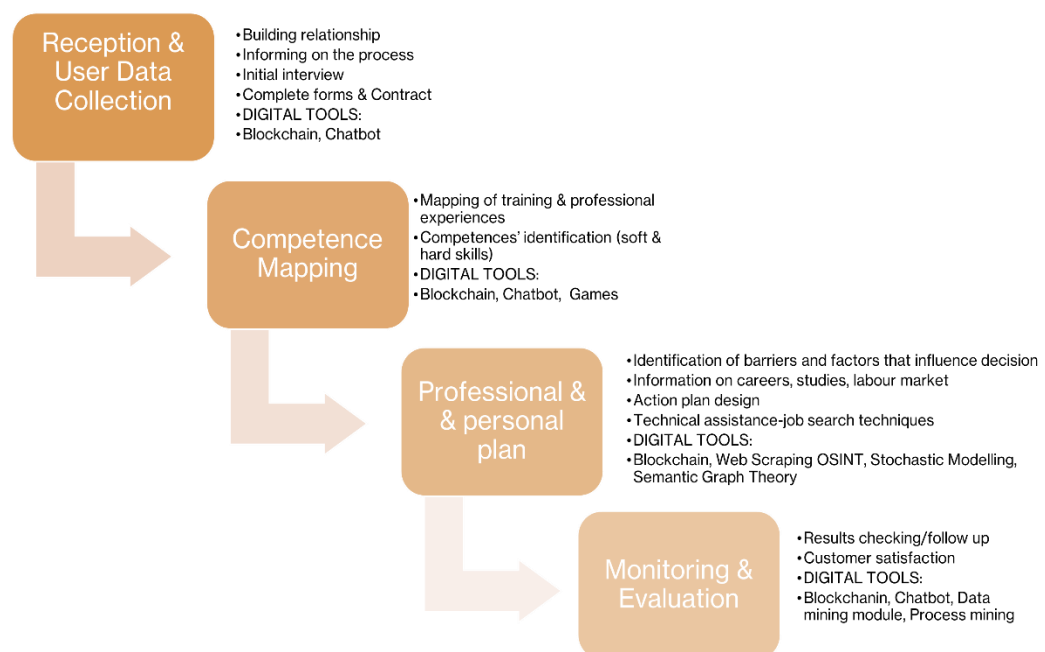 Reception &
User Data
Collection
•Building relationship
•Informing on the process
•Initial interview
•Complete forms & Contract
•DIGITAL TOOLS:
•Blockchain, Chatbot
Competence
Mapping
•Mapping of training & professional
experiences
•Competences' identification (soft &
hard skills)
•DIGITAL TOOLS:
•Blockchain, Chatbot, Games
Professional &
& personal
plan
•Identification of barriers and factors that influence decision
•Information on careers, studies, labour market
•Action plan design
•Technical assistance-job search techniques
•DIGITAL TOOLS:
•Blockchain, Web Scraping OSINT, Stochastic Modelling,
Semantic Graph Theory
Monitoring &
Evaluation
•Results checking/follow up
•Customer satisfaction
•DIGITAL TOOLS:
•Blockchanin, Chatbot, Data
mining module, Process mining